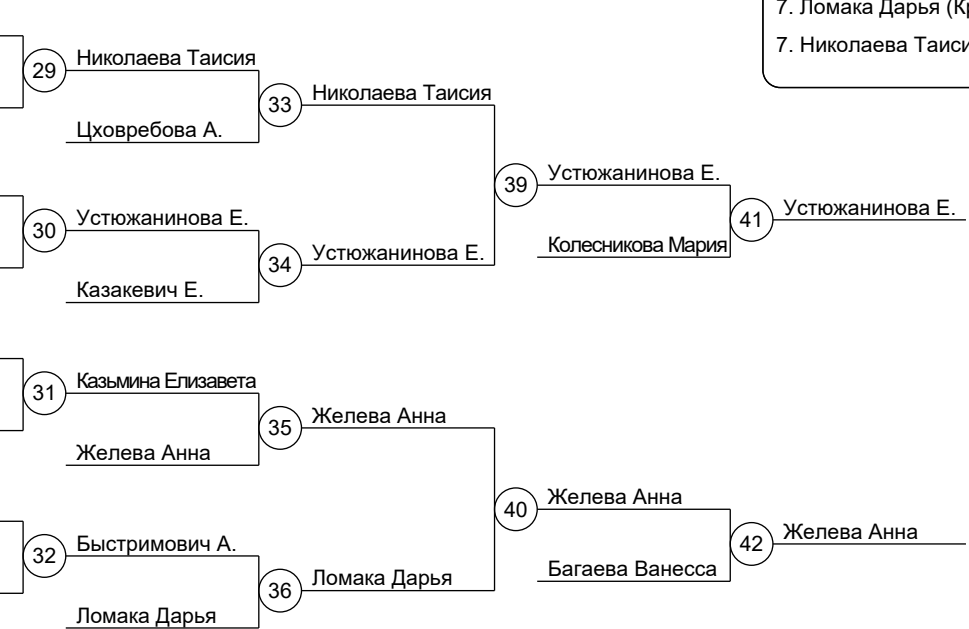 7. Ломака Дарья
7. Николаева
29
Николаева Таисия
Цховребова А.
33
Николаева Таисия
30
Устюжанинова Е.
Казакевич Е.
34
Устюжанинова Е.
39
Устюжанинова Е.
Колесникова Мария
41
Устюжанинова Е.
31
Казьмина Елизавета
Желева Анна
35
Желева Анна
32
Быстримович А.
Ломака Дарья
36
Ломака Дарья
40
Желева Анна
Багаева Ванесса
42
Желева Анна